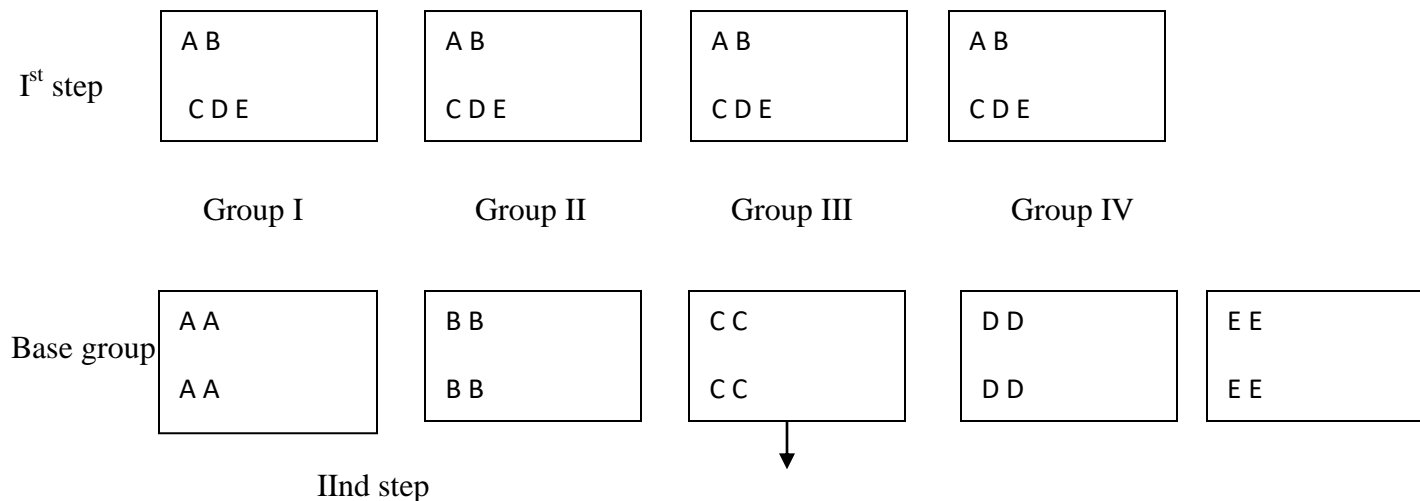 A B A B A B A B
Iˢᵗ step
C D E C D E C D E C D E
Group I Group II Group III Group IV
A A B B C C D D E E
Base group
A A B B C C D D E E
IInd step